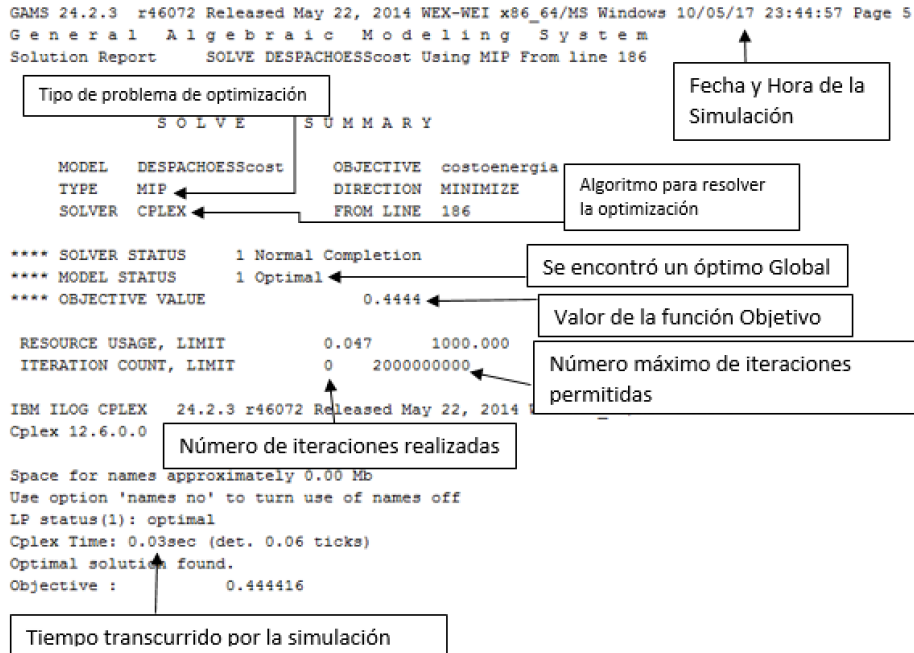 GAMS 24.2.3 r46072 Released May 22, 2014 WEX-WEI x86_64/MS Windows 10/05/17 23:44:57 Page 5
G e n e r a l   A l g e b r a i c   M o d e l i n g   S y s t e m
Solution Report SOLVE DESPACHOESScost Using MIP From line 186
Fecha y Hora de la
Simulación
Tipo de problema de optimización
S O L V E   S U M M A R Y
MODEL DESPACHOESScost OBJECTIVE costoenergia
TYPE MIP DIRECTION MINIMIZE
SOLVER CPLEX FROM LINE 186
Algoritmo para resolver
la optimización
**** SOLVER STATUS 1 Normal Completion
**** MODEL STATUS 1 Optimal
Se encontró un óptimo Global
**** OBJECTIVE VALUE 0.4444
Valor de la función Objetivo
RESOURCE USAGE, LIMIT 0.047 1000.000
ITERATION COUNT, LIMIT 0 2000000000
Número máximo de iteraciones
permitidas
IBM ILOG CPLEX 24.2.3 r46072 Released May 22, 2014
Cplex 12.6.0.0
Número de iteraciones realizadas
Space for names approximately 0.00 Mb
Use option 'names no' to turn use of names off
LP status(1): optimal
Cplex Time: 0.03sec (det. 0.06 ticks)
Optimal solution found.
Objective : 0.444416
Tiempo transcurrido por la simulación